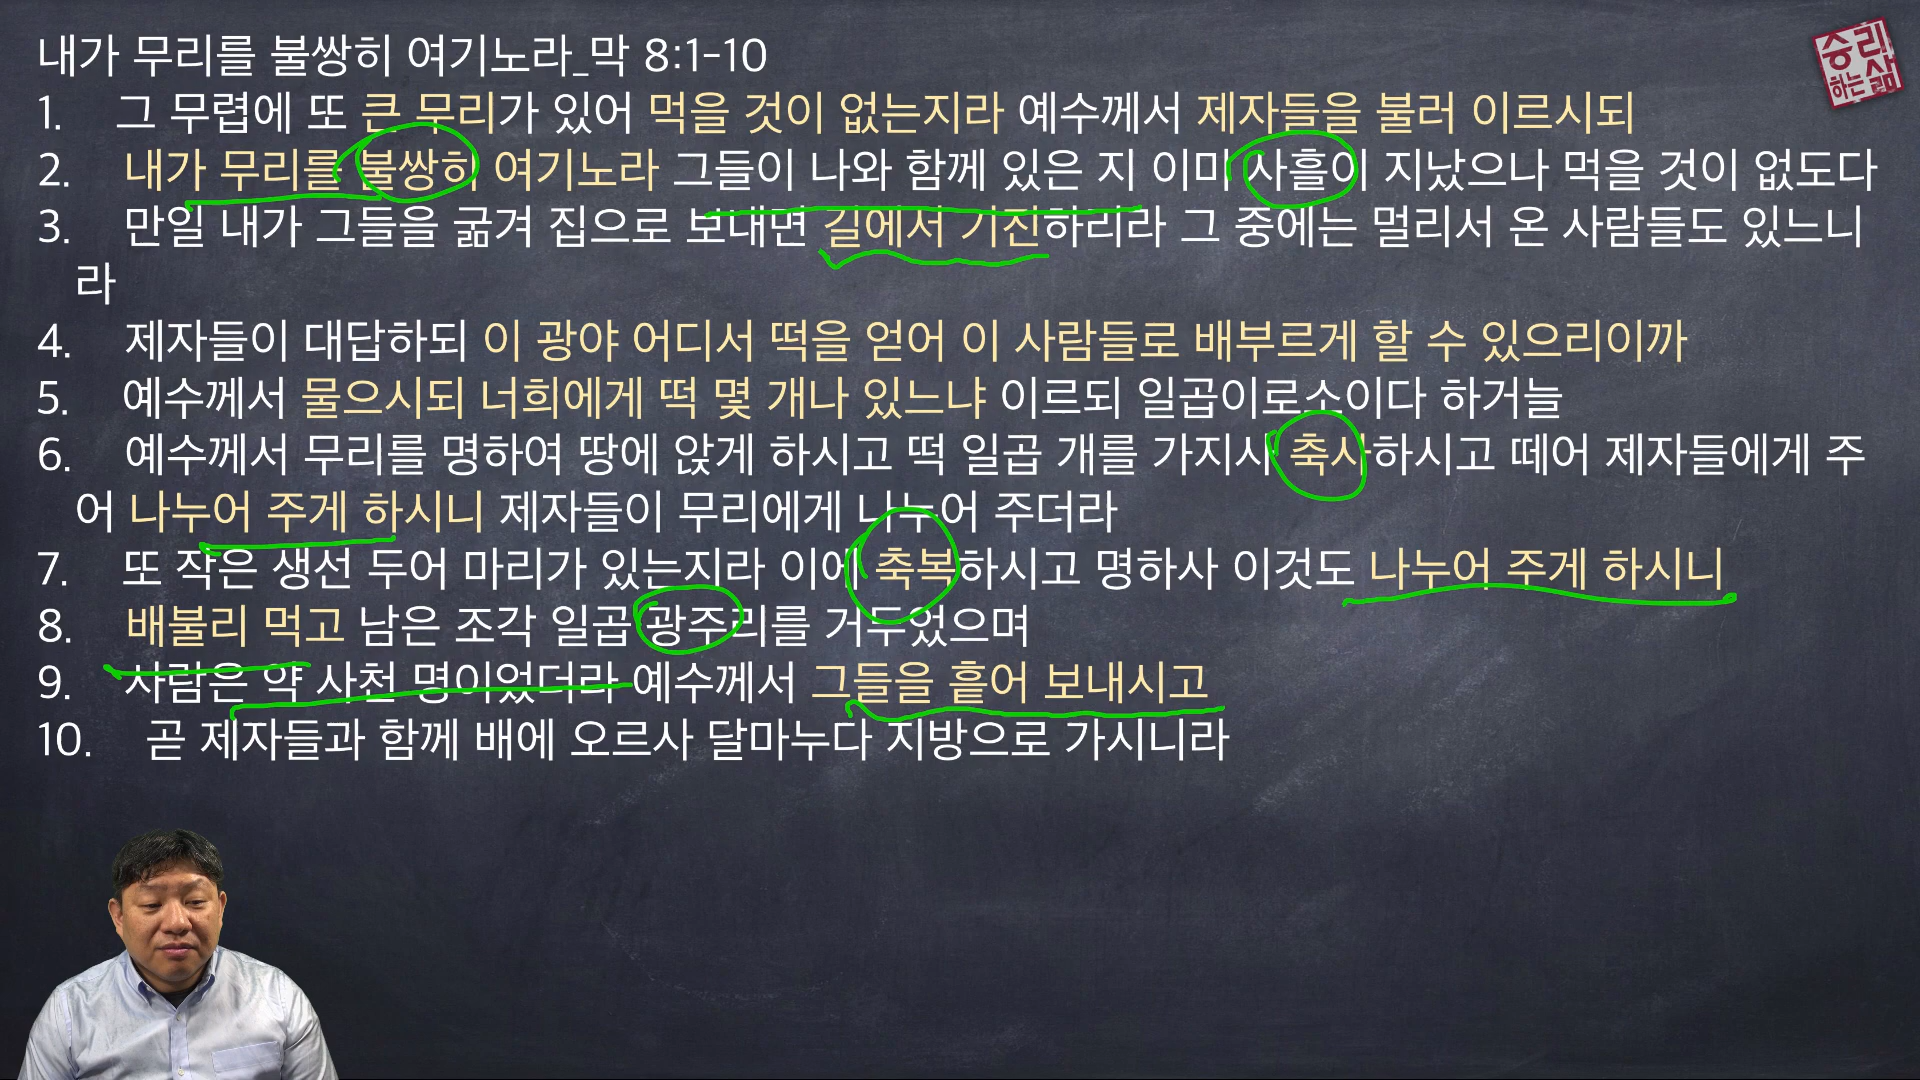 내가 무리를 불쌍히 여기노라_막 8:1-10
1. 그 무렵에 또 큰 무리가 있어 먹을 것이 없는지라 예수께서 제자들을 불러 이르시되
2. 내가 무리를 불쌍히 여기노라 그들이 나와 함께 있은 지 이미 사흘이 지났으나 먹을 것이 없도다
3. 만일 내가 그들을 굶겨 집으로 보내면 길에서 기진하리라 그 중에는 멀리서 온 사람들도 있느니
라
4. 제자들이 대답하되 이 광야 어디서 떡을 얻어 이 사람들로 배부르게 할 수 있으리이까
5. 예수께서 물으시되 너희에게 떡 몇 개나 있느냐 이르되 일곱이로소이다 하거늘
6. 예수께서 무리를 명하여 땅에 앉게 하시고 떡 일곱 개를 가지사 축사하시고 떼어 제자들에게 주
어 나누어 주게 하시니 제자들이 무리에게 나누어 주더라
7. 또 작은 생선 두어 마리가 있는지라 이에 축복하시고 명하사 이것도 나누어 주게 하시니
8. 배불리 먹고 남은 조각 일곱 광주리를 거두었으며
9. 사람은 약 사천 명이었더라 예수께서 그들을 흩어 보내시고
10. 곧 제자들과 함께 배에 오르사 달마누다 지방으로 가시니라
승리
하는 삶